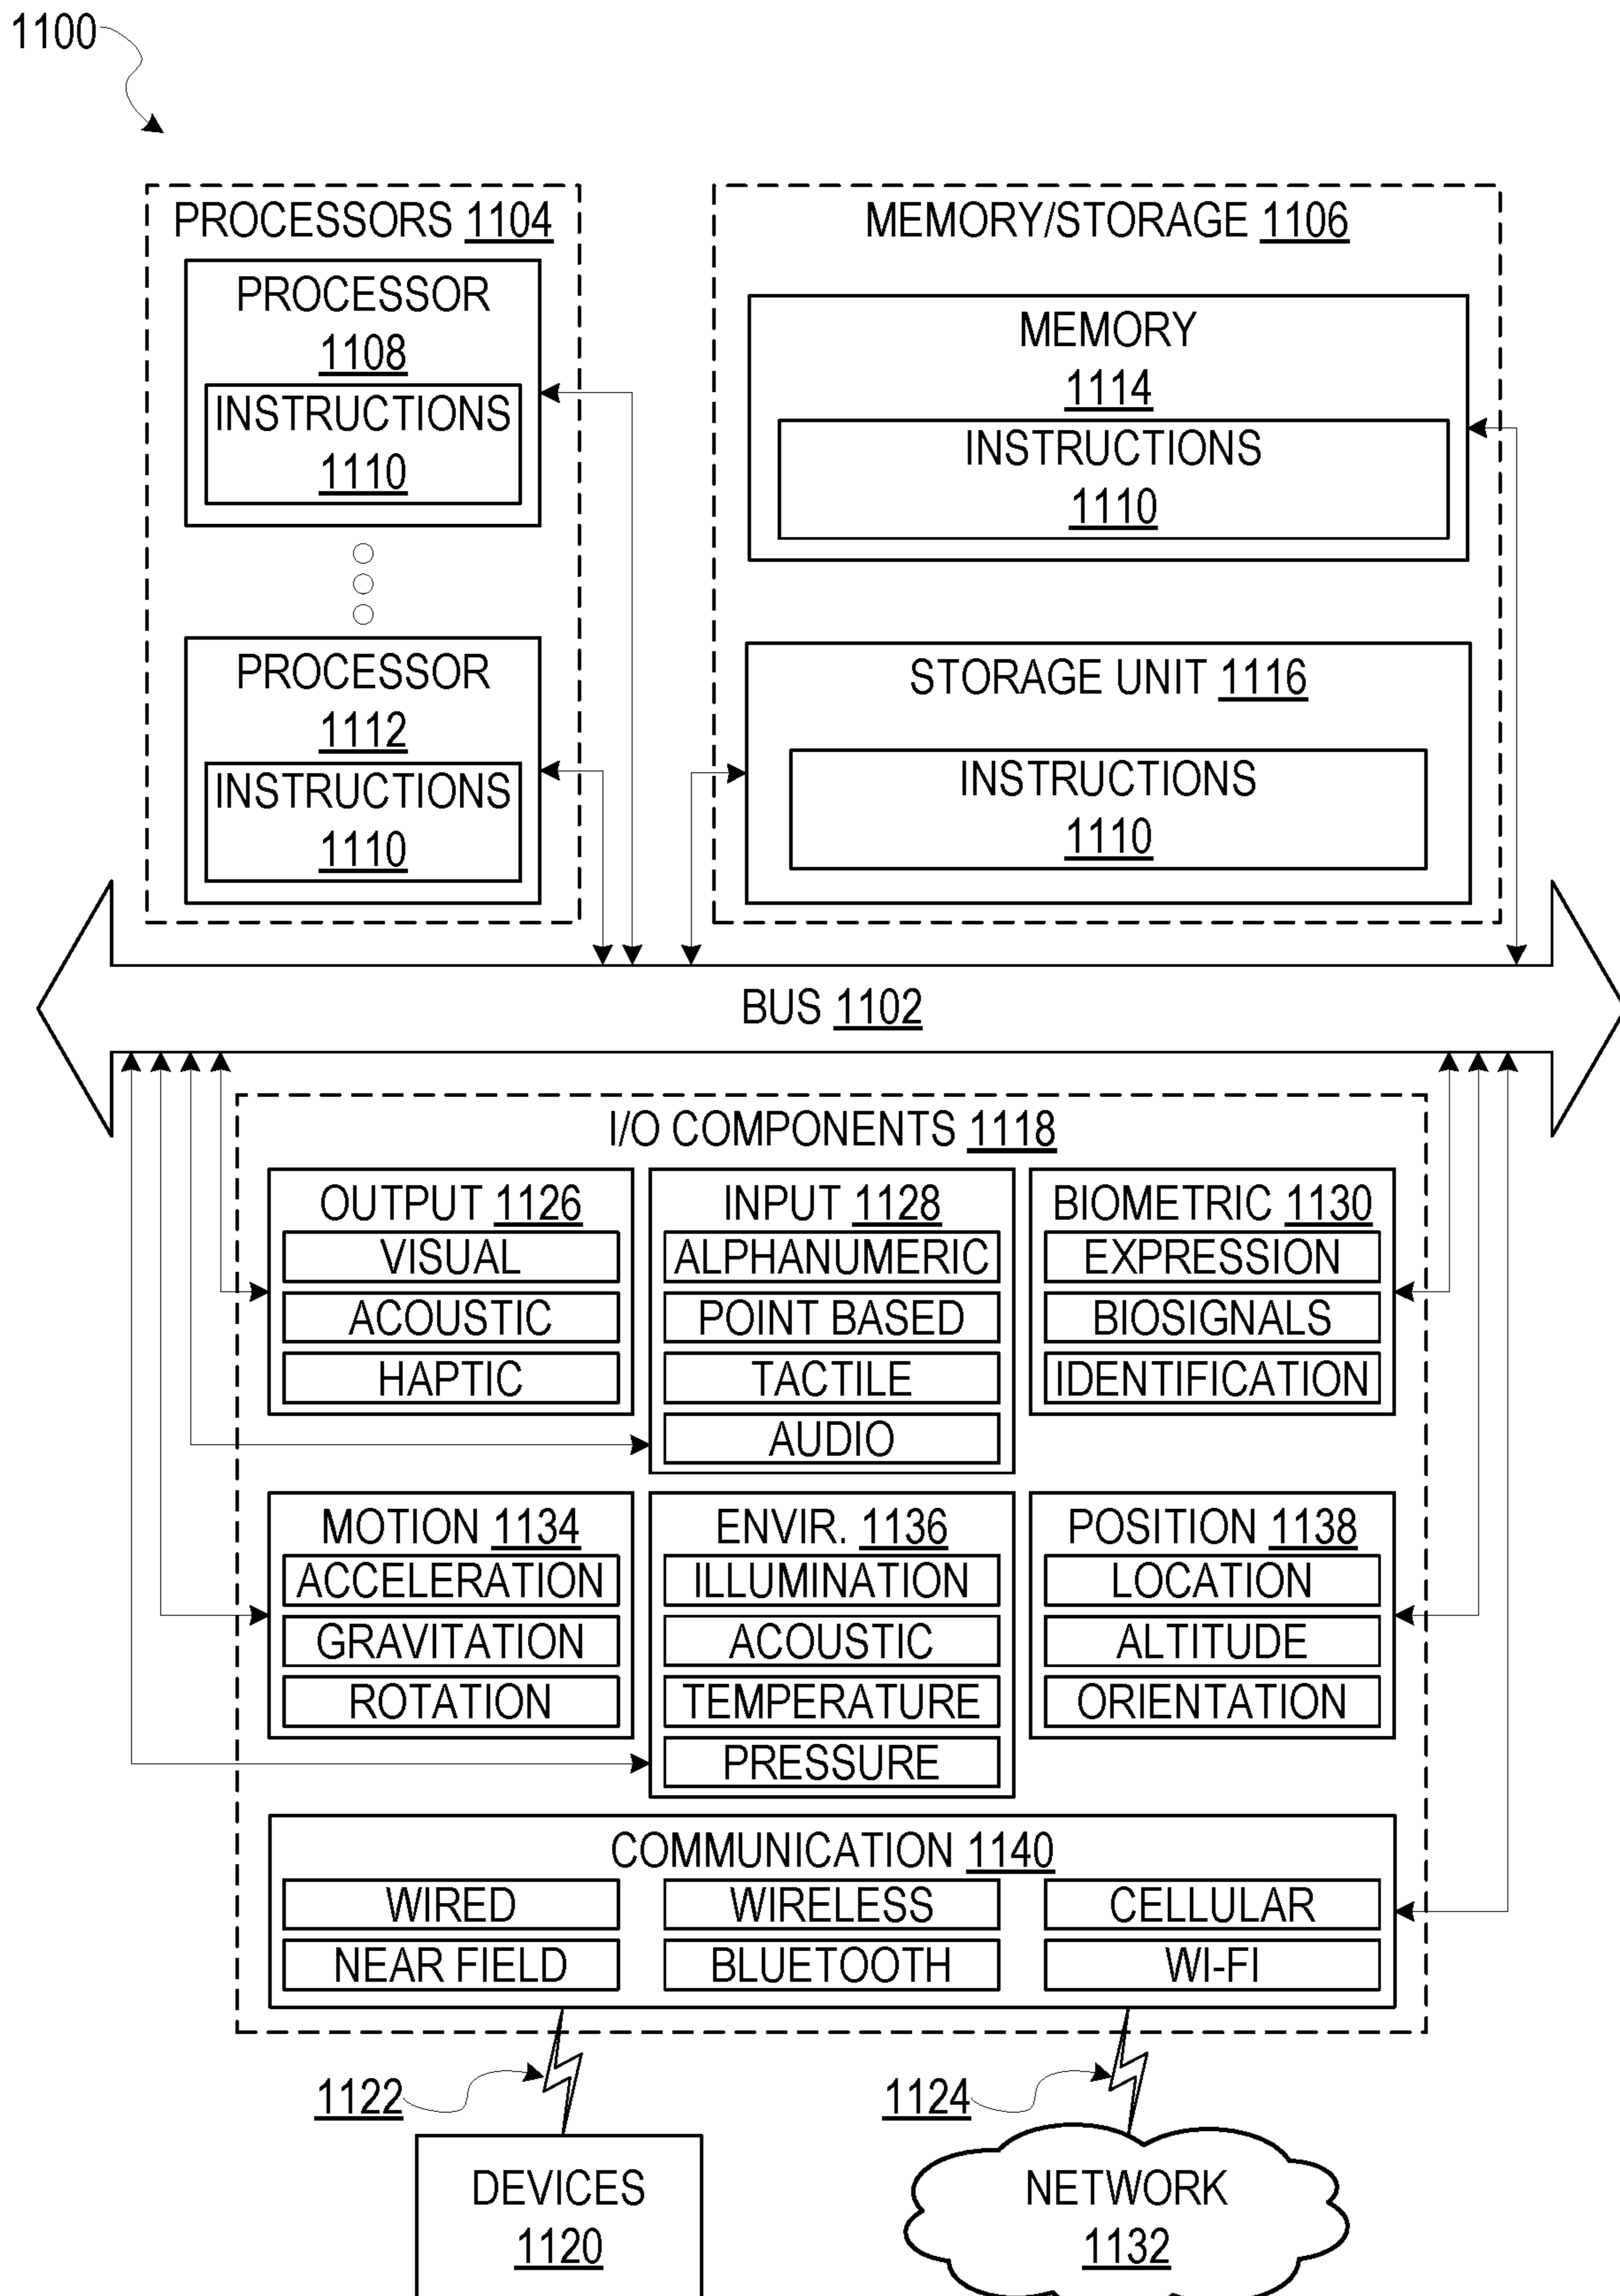 1100
PROCESSORS 1104
PROCESSOR
1108
INSTRUCTIONS
1110
PROCESSOR
1112
INSTRUCTIONS
1110
MEMORY/STORAGE 1106
MEMORY
1114
INSTRUCTIONS
1110
STORAGE UNIT 1116
INSTRUCTIONS
1110
BUS 1102
I/O COMPONENTS 1118
OUTPUT 1126
VISUAL
ACOUSTIC
HAPTIC
INPUT 1128
ALPHANUMERIC
POINT BASED
TACTILE
AUDIO
BIOMETRIC 1130
EXPRESSION
BIOSIGNALS
IDENTIFICATION
MOTION 1134
ACCELERATION
GRAVITATION
ROTATION
ENVIR. 1136
ILLUMINATION
ACOUSTIC
TEMPERATURE
PRESSURE
POSITION 1138
LOCATION
ALTITUDE
ORIENTATION
COMMUNICATION 1140
WIRED
WIRELESS
CELLULAR
NEAR FIELD
BLUETOOTH
WI-FI
1122
1124
DEVICES
1120
NETWORK
1132